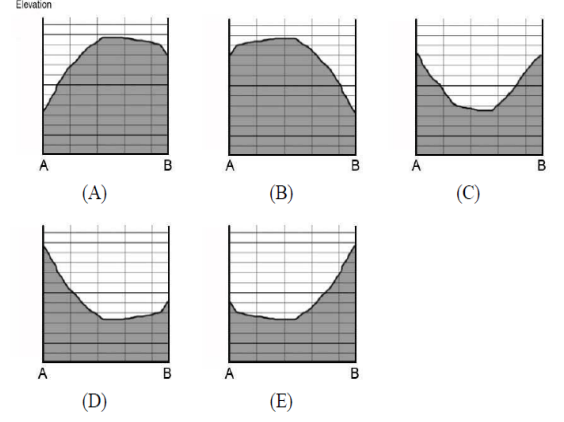 Elevation
A B A B A B
(A) (B) (C)
A B A B
(D) (E)